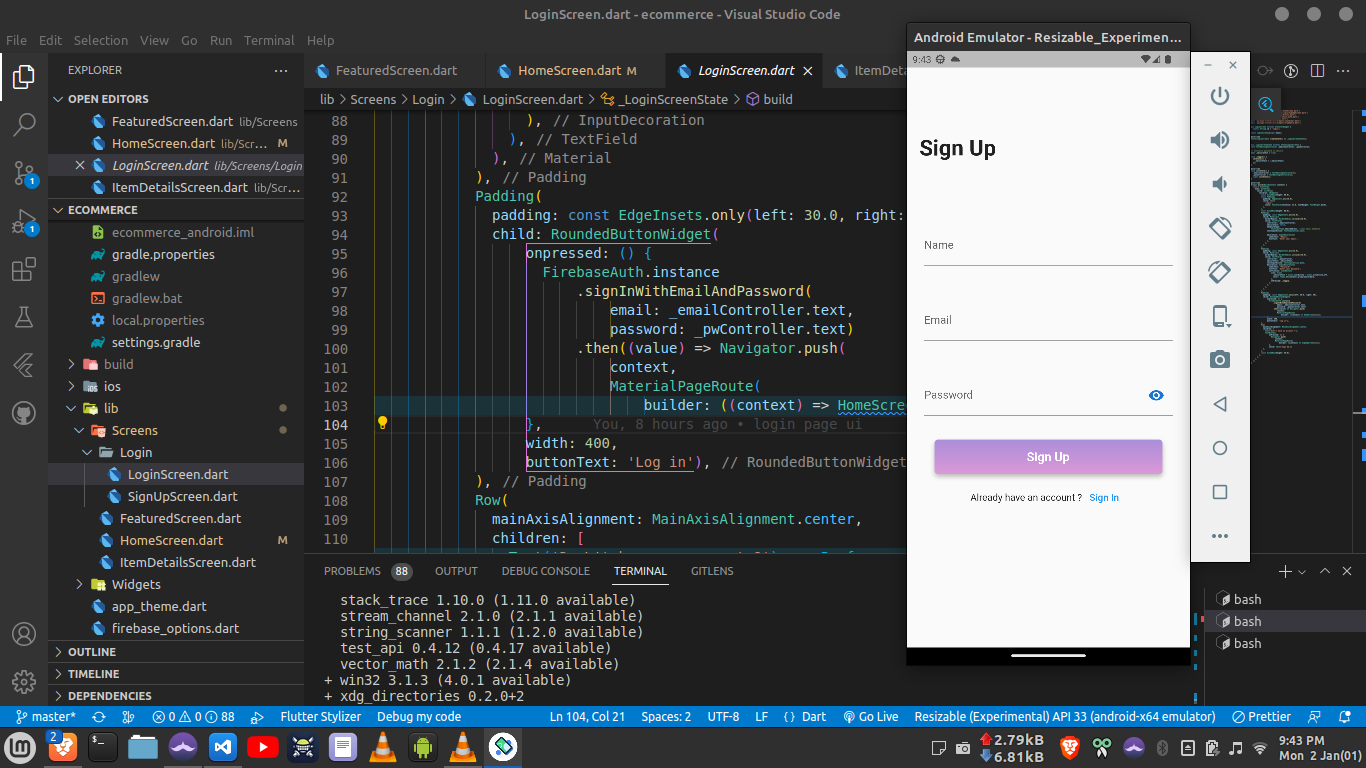 LoginScreen.dart - ecommerce - Visual Studio Code
File Edit Selection View Go Run Terminal Help
EXPLORER
OPEN EDITORS
FeaturedScreen.dart lib/Screens
HomeScreen.dart lib/Scr... M
LoginScreen.dart lib/Screens/Login
ItemDetailsScreen.dart lib/Sc...
ECOMMERCE
ecommerce_android.iml
gradle.properties
gradlew
gradlew.bat
local.properties
settings.gradle
build
ios
lib
Screens
Login
LoginScreen.dart
SignUpScreen.dart
FeaturedScreen.dart
HomeScreen.dart M
ItemDetailsScreen.dart
Widgets
app_theme.dart
firebase_options.dart
OUTLINE
TIMELINE
DEPENDENCIES
1
1
FeaturedScreen.dart HomeScreen.dart M LoginScreen.dart ItemDeta
lib > Screens > Login > LoginScreen.dart > _LoginScreenState > build
88 ), // InputDecoration
89 ), // TextField
90 ), // Material
91 ), // Padding
92 Padding(
93 padding: const EdgeInsets.only(left: 30.0, right:
94 child: RoundedButtonWidget(
95 onpressed: () {
96 FirebaseAuth.instance
97 .signInWithEmailAndPassword(
98 email: _emailController.text,
99 password: _pwController.text)
100 .then((value) => Navigator.push(
101 context,
102 MaterialPageRoute(
103 builder: ((context) => HomeScree
104 }, You, 8 hours ago • login page ui
105 width: 400,
106 buttonText: 'Log in'), // RoundedButtonWidget
107 ), // Padding
108 Row(
109 mainAxisAlignment: MainAxisAlignment.center,
110 children: [
PROBLEMS 88 OUTPUT DEBUG CONSOLE TERMINAL GITLENS
stack_trace 1.10.0 (1.11.0 available)
stream_channel 2.1.0 (2.1.1 available)
string_scanner 1.1.1 (1.2.0 available)
test_api 0.4.12 (0.4.17 available)
vector_math 2.1.2 (2.1.4 available)
+ win32 3.1.3 (4.0.1 available)
+ xdg_directories 0.2.0+2
bash
bash
bash
Android Emulator - Resizable_Experimen...
9:43
Sign Up
Name
Email
Password
Sign Up
Already have an account ? Sign In
master* 0 0 88 Flutter Stylizer Debug my code Ln 104, Col 21 Spaces: 2 UTF-8 LF { } Dart Go Live Resizable (Experimental) API 33 (android-x64 emulator) Prettier
2
2.79kB
6.81kB
9:43 PM
Mon 2 Jan(01)